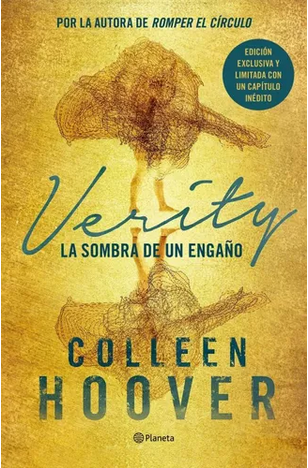 POR LA AUTORA DE ROMPER EL CÍRCULO
EDICIÓN
EXCLUSIVA Y
LIMITADA CON
UN CAPÍTULO
INÉDITO
Verity
LA SOMBRA DE UN ENGAÑO
COLLEEN
HOOVER
Planeta